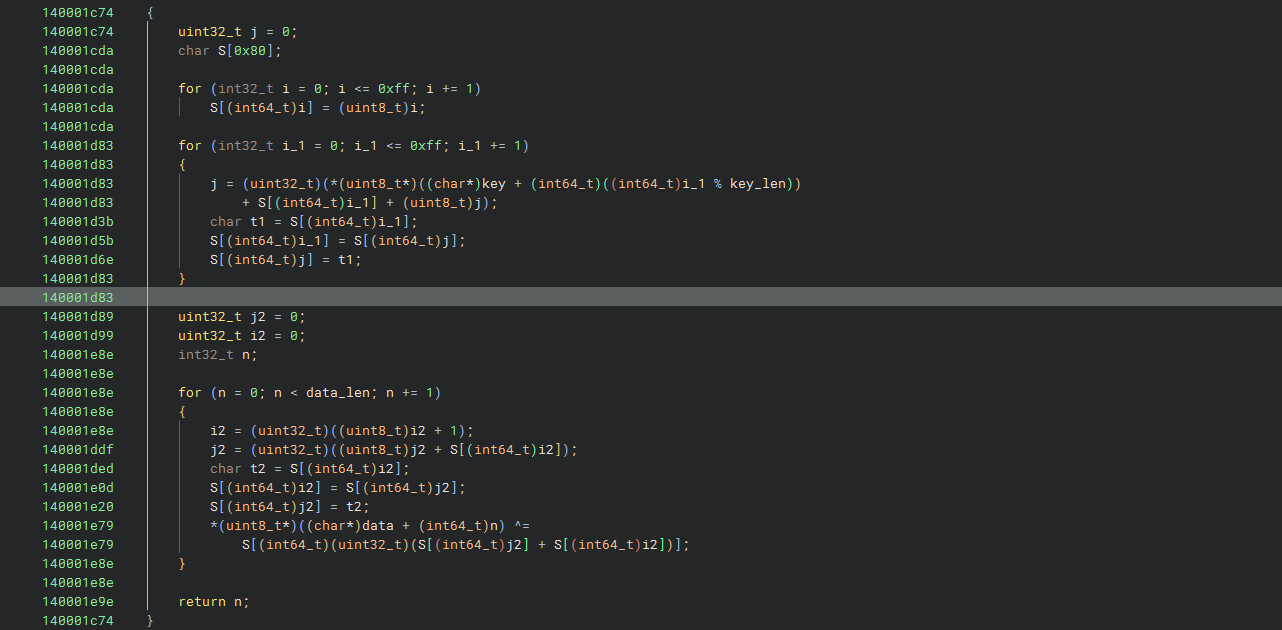 140001c74 {
140001c74 uint32_t j = 0;
140001cda char S[0x80];
140001cda
140001cda for (int32_t i = 0; i <= 0xff; i += 1)
140001cda S[(int64_t)i] = (uint8_t)i;
140001cda
140001d83 for (int32_t i_1 = 0; i_1 <= 0xff; i_1 += 1)
140001d83 {
140001d83 j = (uint32_t)(*(uint8_t*)((char*)key + (int64_t)((int64_t)i_1 % key_len))
140001d83 + S[(int64_t)i_1] + (uint8_t)j);
140001d3b char t1 = S[(int64_t)i_1];
140001d5b S[(int64_t)i_1] = S[(int64_t)j];
140001d6e S[(int64_t)j] = t1;
140001d83 }
140001d83
140001d89 uint32_t j2 = 0;
140001d99 uint32_t i2 = 0;
140001e8e int32_t n;
140001e8e
140001e8e for (n = 0; n < data_len; n += 1)
140001e8e {
140001e8e i2 = (uint32_t)((uint8_t)i2 + 1);
140001ddf j2 = (uint32_t)((uint8_t)j2 + S[(int64_t)i2]);
140001ded char t2 = S[(int64_t)i2];
140001e0d S[(int64_t)i2] = S[(int64_t)j2];
140001e20 S[(int64_t)j2] = t2;
140001e79 *(uint8_t*)((char*)data + (int64_t)n) ^=
140001e79 S[(int64_t)(uint32_t)(S[(int64_t)j2] + S[(int64_t)i2])];
140001e8e }
140001e8e
140001e9e return n;
140001c74 }